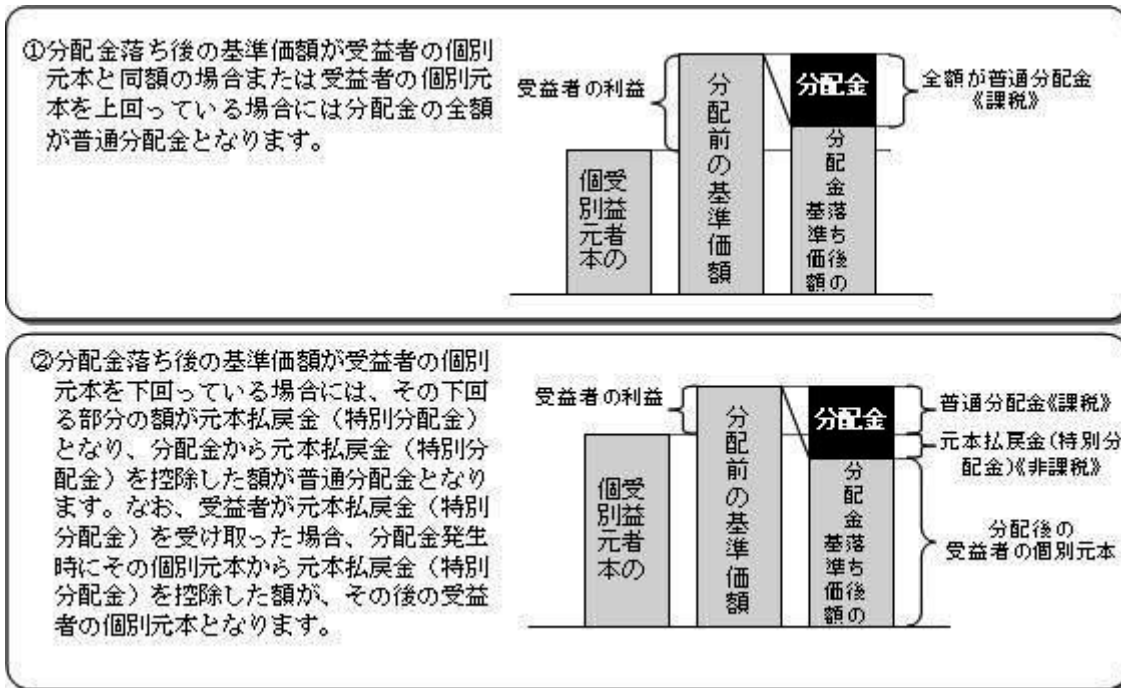 ①分配金落ち後の基準価額が受益者の個別
元本と同額の場合または受益者の個別元
本を上回っている場合には分配金の全額
が普通分配金となります。
受益者の利益
受益者の
個別元本
分配前の基準価額
分配金
分配金落ち後の
基準価額
全額が普通分配金
《課税》
②分配金落ち後の基準価額が受益者の個別
元本を下回っている場合には、その下回
る部分の額が元本払戻金（特別分配金）
となり、分配金から元本払戻金（特別分
配金）を控除した額が普通分配金となり
ます。なお、受益者が元本払戻金（特別
分配金）を受け取った場合、分配金発生
時にその個別元本から元本払戻金（特別
分配金）を控除した額が、その後の受益
者の個別元本となります。
受益者の利益
受益者の
個別元本
分配前の基準価額
分配金
分配金落ち後の
基準価額
普通分配金《課税》
元本払戻金(特別分
配金)《非課税》
分配後の
受益者の個別元本